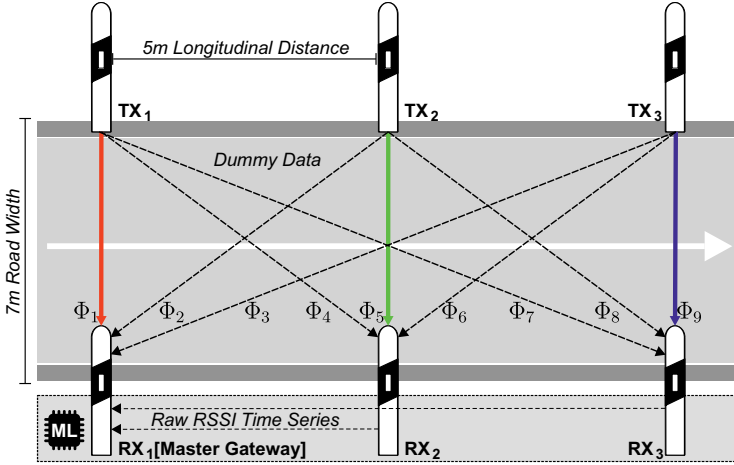 5m Longitudinal Distance
TX1
TX2
TX3
Dummy Data
7m Road Width
Φ1
Φ2
Φ3
Φ4
Φ5
Φ6
Φ7
Φ8
Φ9
ML
Raw RSSI Time Series
RX1[Master Gateway]
RX2
RX3